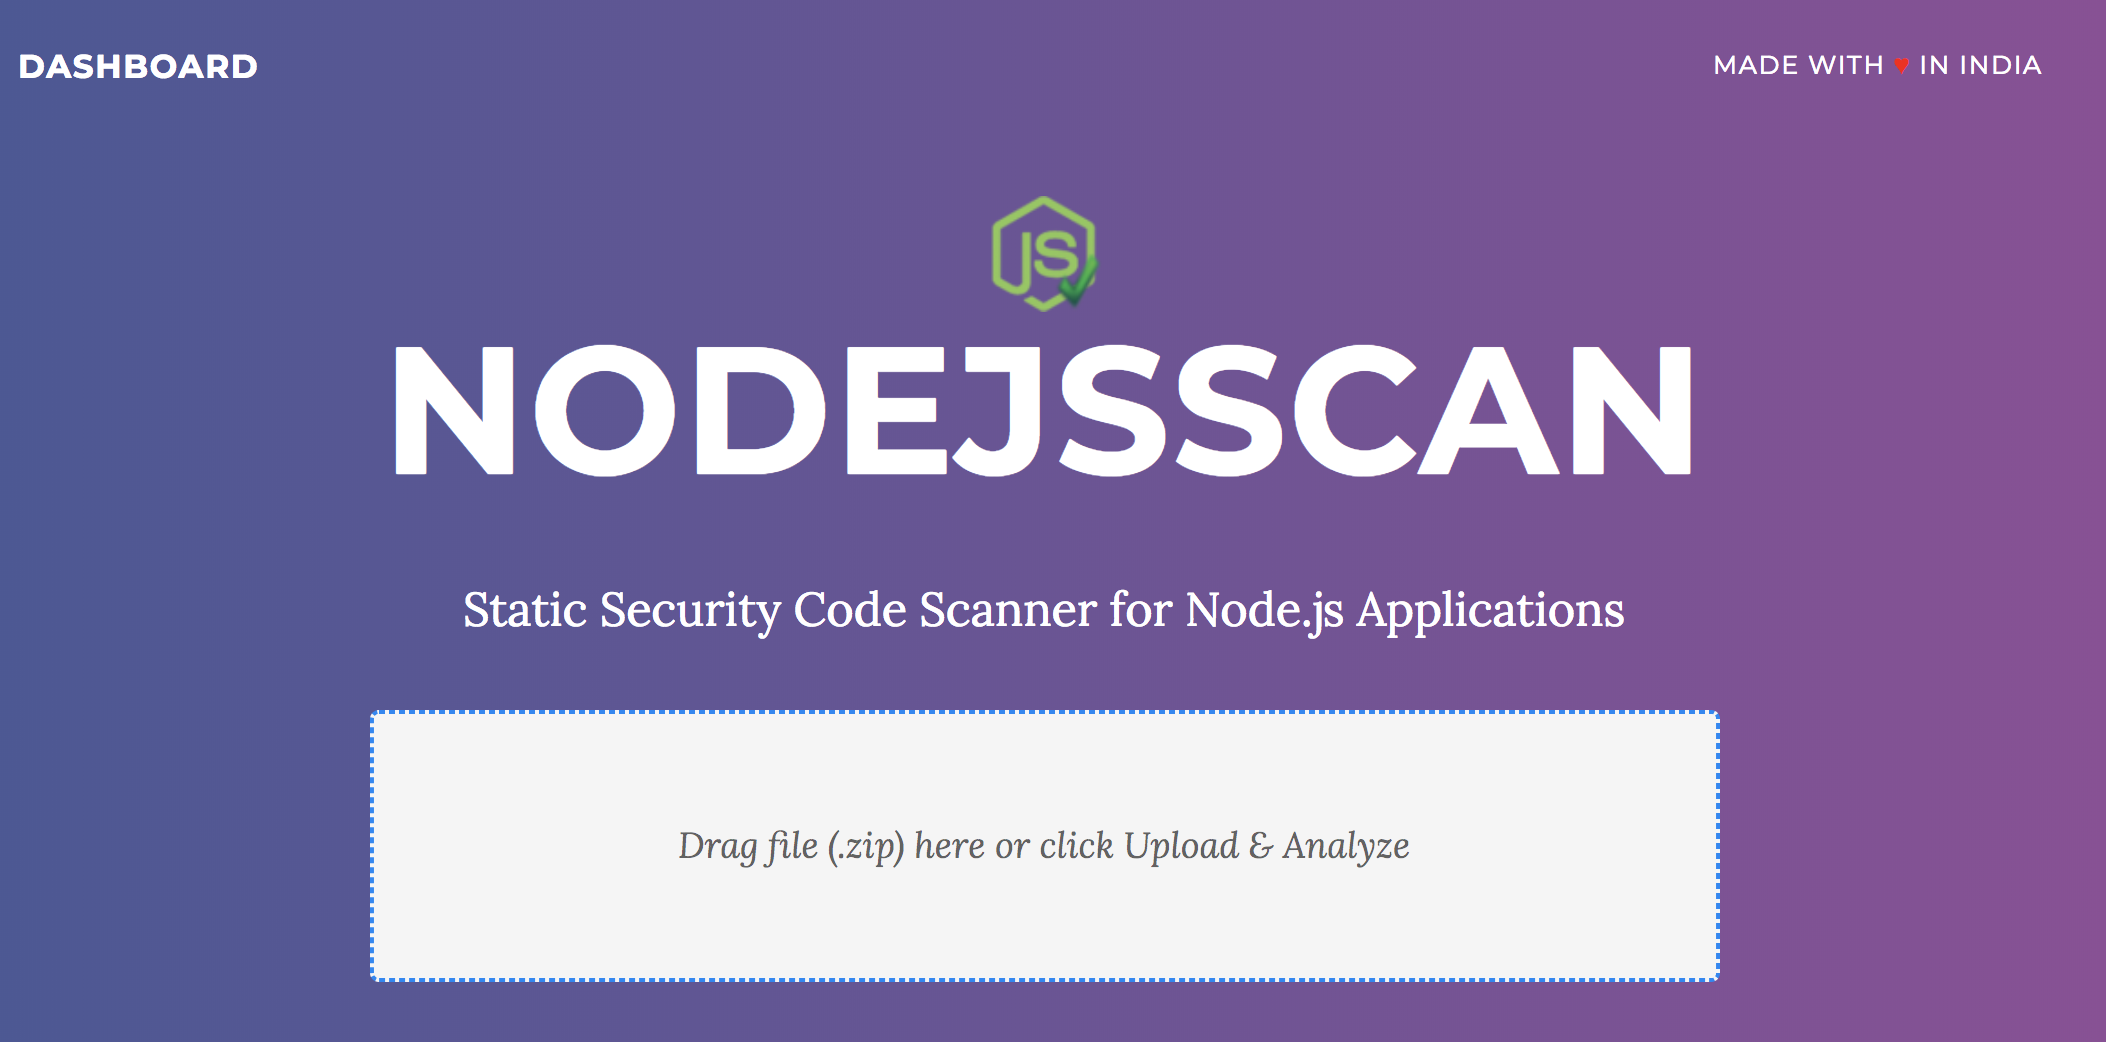 DASHBOARD
MADE WITH ♥ IN INDIA
JS
NODEJSSCAN
Static Security Code Scanner for Node.js Applications
Drag file (.zip) here or click Upload & Analyze